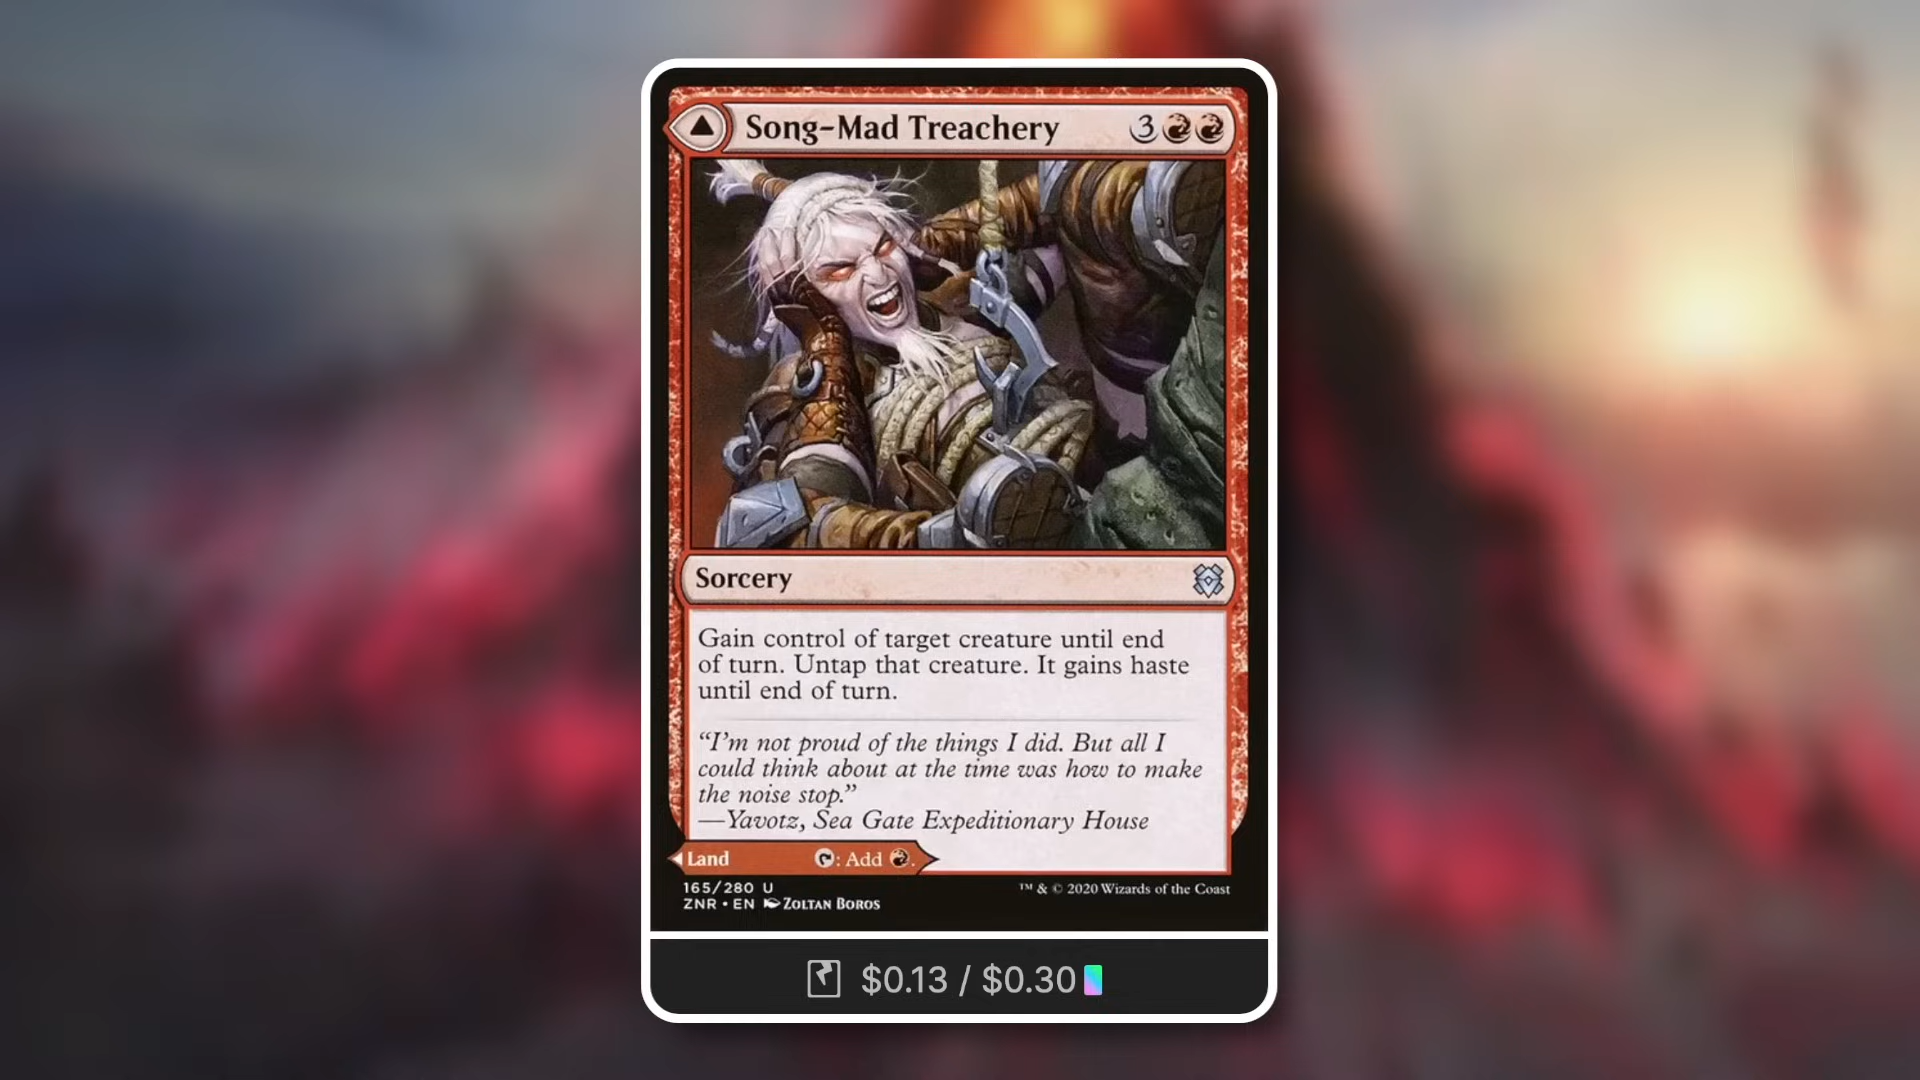 Song-Mad Treachery 3
Sorcery
Gain control of target creature until end
of turn. Untap that creature. It gains haste
until end of turn.
“I’m not proud of the things I did. But all I
could think about at the time was how to make
the noise stop.”
—Yavotz, Sea Gate Expeditionary House
Land : Add .
165/280 U
ZNR • EN Zoltan Boros
™ & © 2020 Wizards of the Coast
$0.13 / $0.30